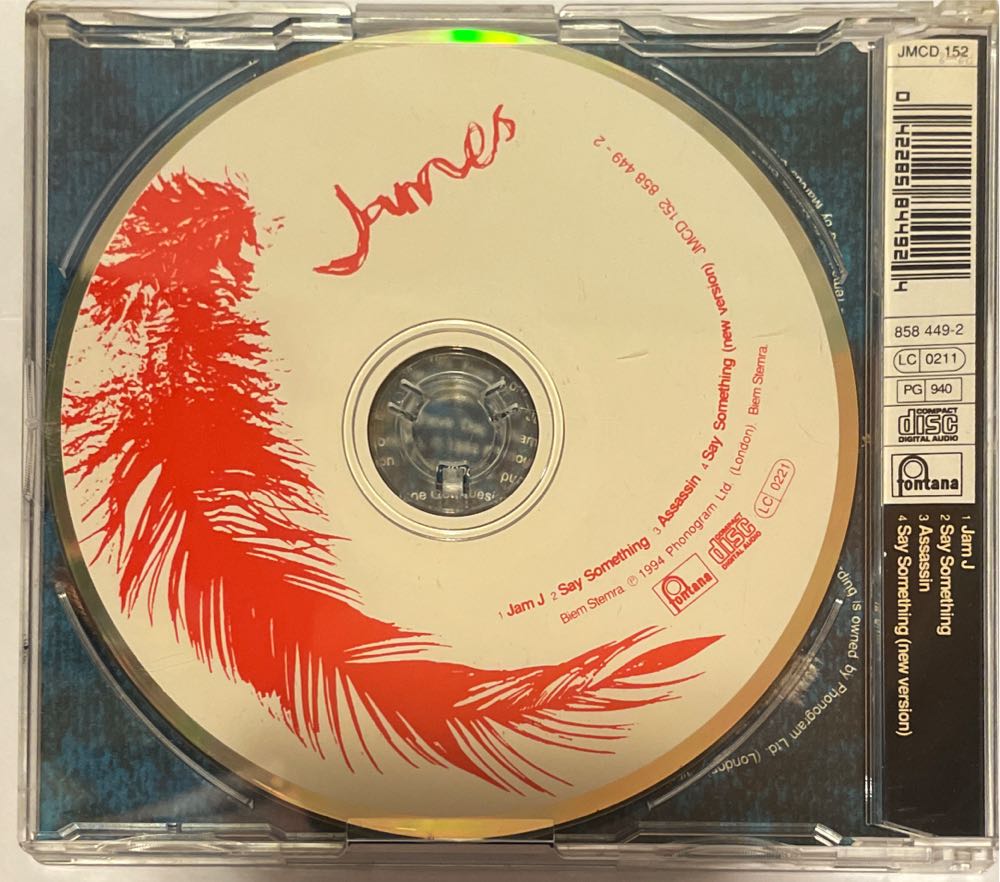 James
1 Jam J 2 Say Something 3 Assassin 4 Say Something (new version) JMCD 152 858 449 - 2
Biem Stemra. ℗ 1994 Phonogram Ltd. (London). Biem Stemra.
fontana
COMPACT
disc
DIGITAL AUDIO
LC 0221
is owned by Phonogram Ltd. (London
by Marcus
JMCD 152
0 42285 84492 4
858 449-2
LC 0211
PG 940
COMPACT
disc
DIGITAL AUDIO
fontana
1 Jam J
2 Say Something
3 Assassin
4 Say Something (new version)